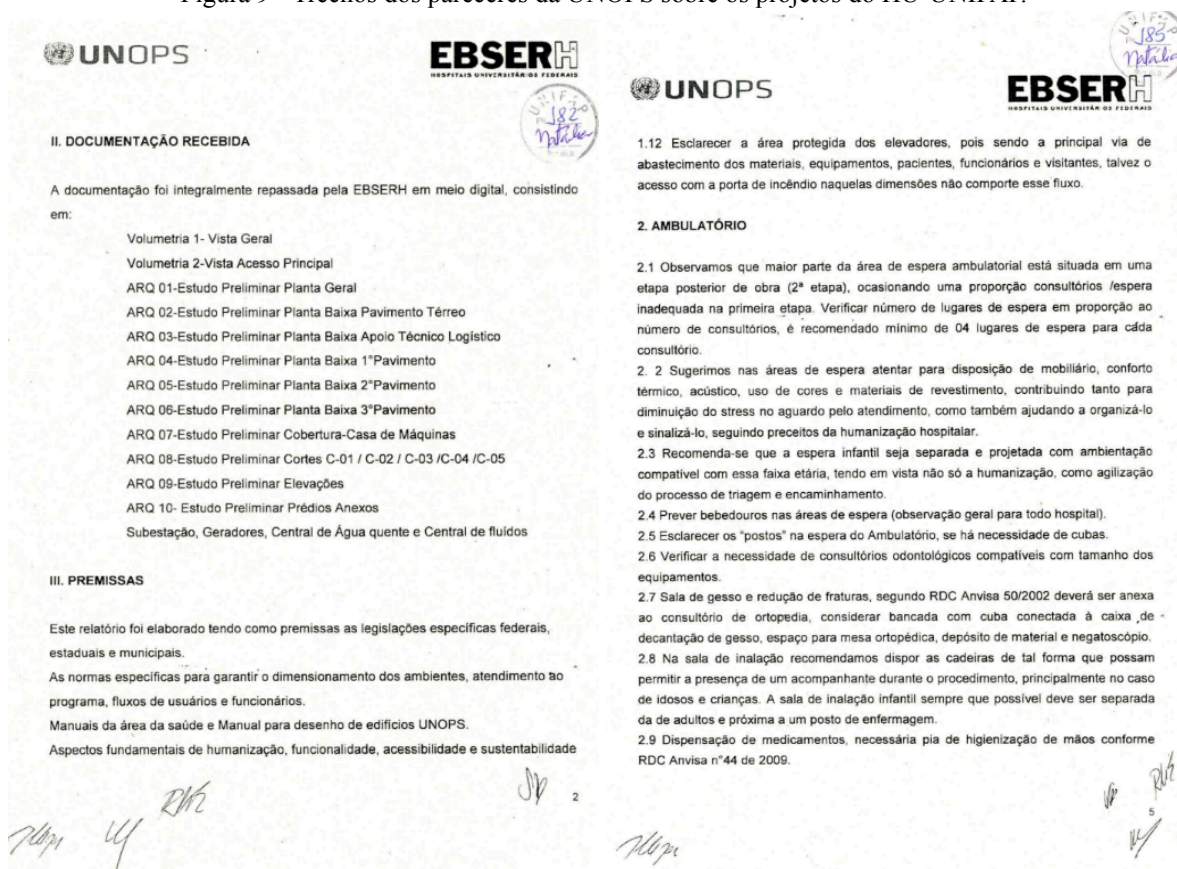 Figura 9 – Trechos dos pareceres da UNOPS sobre os projetos do HU-UNIFAP.
UNOPS
EBSERH
HOSPITAIS UNIVERSITÁRIOS FEDERAIS
UNIFAP
182
Natália
II. DOCUMENTAÇÃO RECEBIDA
A documentação foi integralmente repassada pela EBSERH em meio digital, consistindo
em:
Volumetria 1- Vista Geral
Volumetria 2-Vista Acesso Principal
ARQ 01-Estudo Preliminar Planta Geral
ARQ 02-Estudo Preliminar Planta Baixa Pavimento Térreo
ARQ 03-Estudo Preliminar Planta Baixa Apoio Técnico Logístico
ARQ 04-Estudo Preliminar Planta Baixa 1°Pavimento
ARQ 05-Estudo Preliminar Planta Baixa 2°Pavimento
ARQ 06-Estudo Preliminar Planta Baixa 3°Pavimento
ARQ 07-Estudo Preliminar Cobertura-Casa de Máquinas
ARQ 08-Estudo Preliminar Cortes C-01 / C-02 / C-03 /C-04 /C-05
ARQ 09-Estudo Preliminar Elevações
ARQ 10- Estudo Preliminar Prédios Anexos
Subestação, Geradores, Central de Água quente e Central de fluídos
III. PREMISSAS
Este relatório foi elaborado tendo como premissas as legislações específicas federais,
estaduais e municipais.
As normas específicas para garantir o dimensionamento dos ambientes, atendimento ao
programa, fluxos de usuários e funcionários.
Manuais da área da saúde e Manual para desenho de edifícios UNOPS.
Aspectos fundamentais de humanização, funcionalidade, acessibilidade e sustentabilidade
2
UNIFAP
183
Natália
UNOPS
EBSERH
HOSPITAIS UNIVERSITÁRIOS FEDERAIS
1.12 Esclarecer a área protegida dos elevadores, pois sendo a principal via de
abastecimento dos materiais, equipamentos, pacientes, funcionários e visitantes, talvez o
acesso com a porta de incêndio naquelas dimensões não comporte esse fluxo.
2. AMBULATÓRIO
2.1 Observamos que maior parte da área de espera ambulatorial está situada em uma
etapa posterior de obra (2ª etapa), ocasionando uma proporção consultórios /espera
inadequada na primeira etapa. Verificar número de lugares de espera em proporção ao
número de consultórios, é recomendado mínimo de 04 lugares de espera para cada
consultório.
2. 2 Sugerimos nas áreas de espera atentar para disposição de mobiliário, conforto
térmico, acústico, uso de cores e materiais de revestimento, contribuindo tanto para
diminuição do stress no aguardo pelo atendimento, como também ajudando a organizá-lo
e sinalizá-lo, seguindo preceitos da humanização hospitalar.
2.3 Recomenda-se que a espera infantil seja separada e projetada com ambientação
compatível com essa faixa etária, tendo em vista não só a humanização, como agilização
do processo de triagem e encaminhamento.
2.4 Prever bebedouros nas áreas de espera (observação geral para todo hospital).
2.5 Esclarecer os "postos" na espera do Ambulatório, se há necessidade de cubas.
2.6 Verificar a necessidade de consultórios odontológicos compatíveis com tamanho dos
equipamentos.
2.7 Sala de gesso e redução de fraturas, segundo RDC Anvisa 50/2002 deverá ser anexa
ao consultório de ortopedia, considerar bancada com cuba conectada à caixa de
decantação de gesso, espaço para mesa ortopédica, depósito de material e negatoscópio.
2.8 Na sala de inalação recomendamos dispor as cadeiras de tal forma que possam
permitir a presença de um acompanhante durante o procedimento, principalmente no caso
de idosos e crianças. A sala de inalação infantil sempre que possível deve ser separada
da de adultos e próxima a um posto de enfermagem.
2.9 Dispensação de medicamentos, necessária pia de higienização de mãos conforme
RDC Anvisa n°44 de 2009.
5